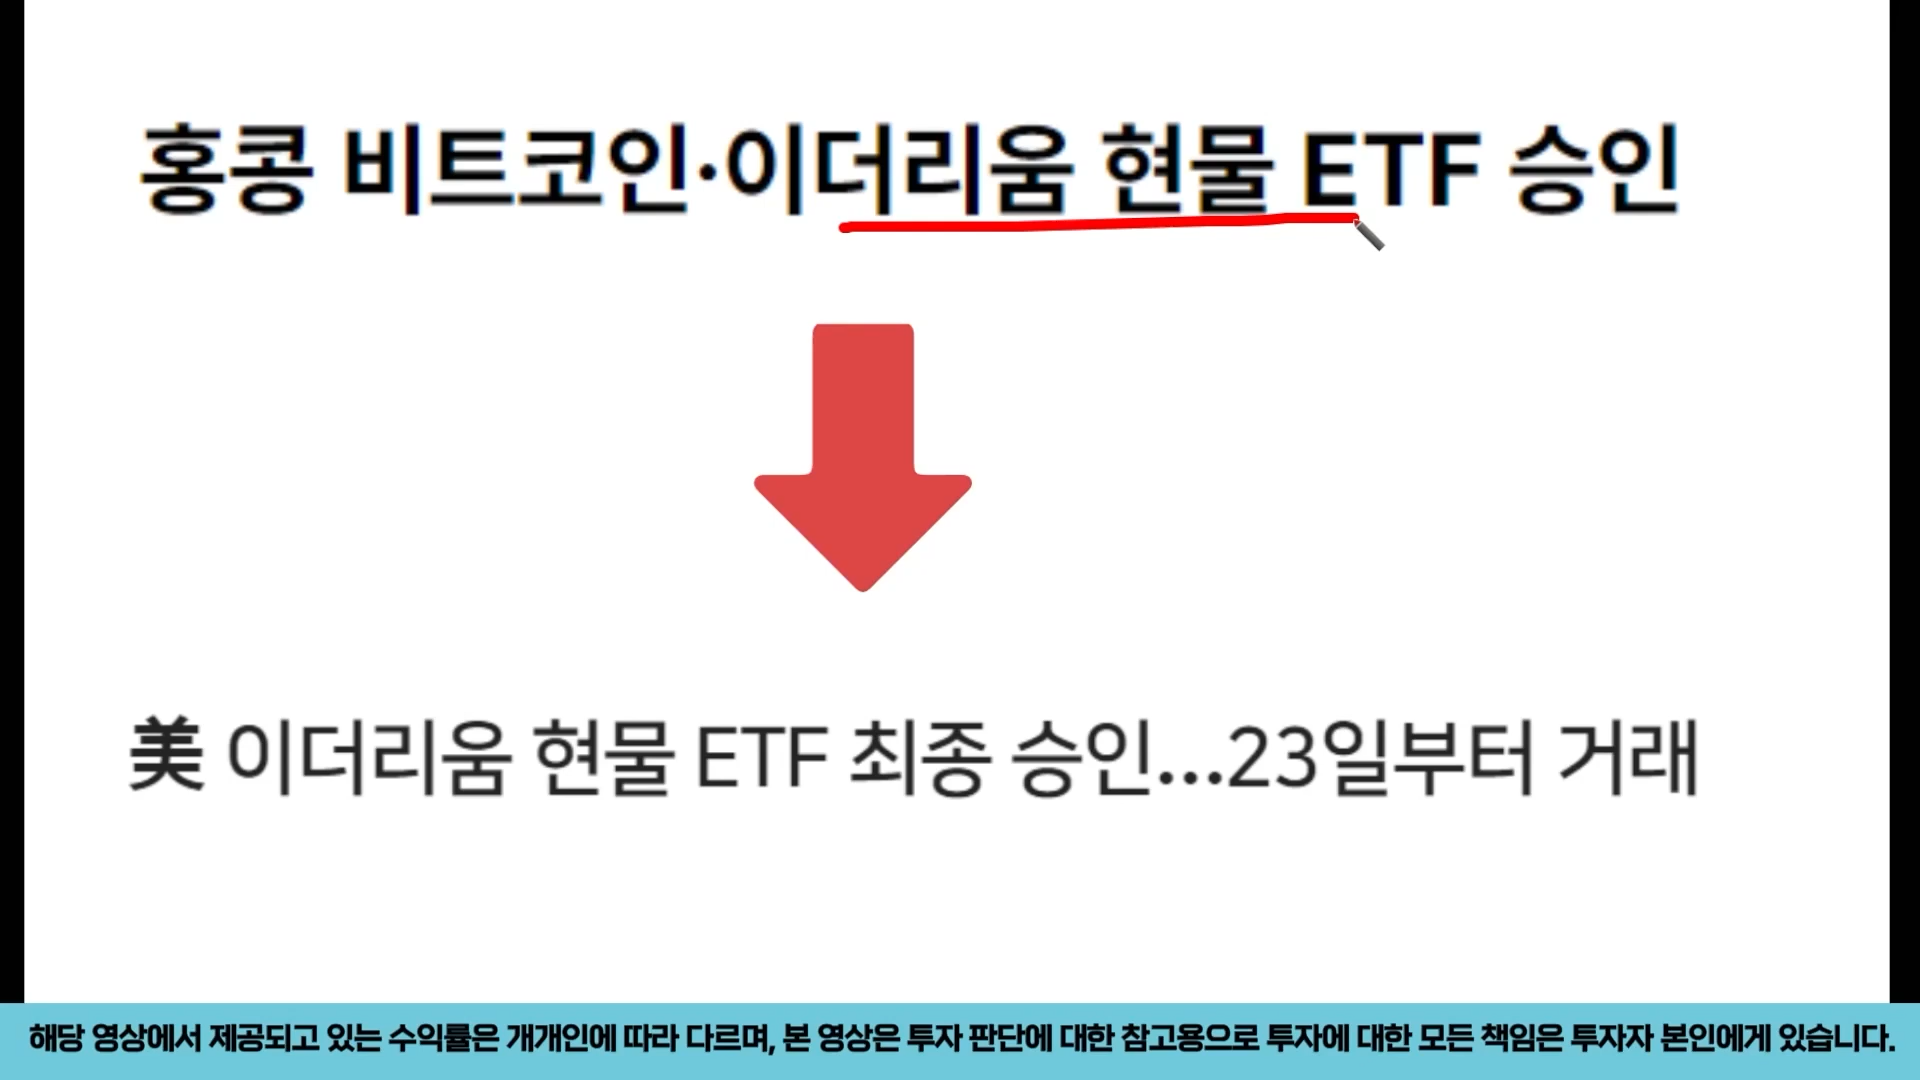 홍콩 비트코인·이더리움 현물 ETF 승인
美 이더리움 현물 ETF 최종 승인...23일부터 거래
해당 영상에서 제공되고 있는 수익률은 개개인에 따라 다르며, 본 영상은 투자 판단에 대한 참고용으로 투자에 대한 모든 책임은 투자자 본인에게 있습니다.